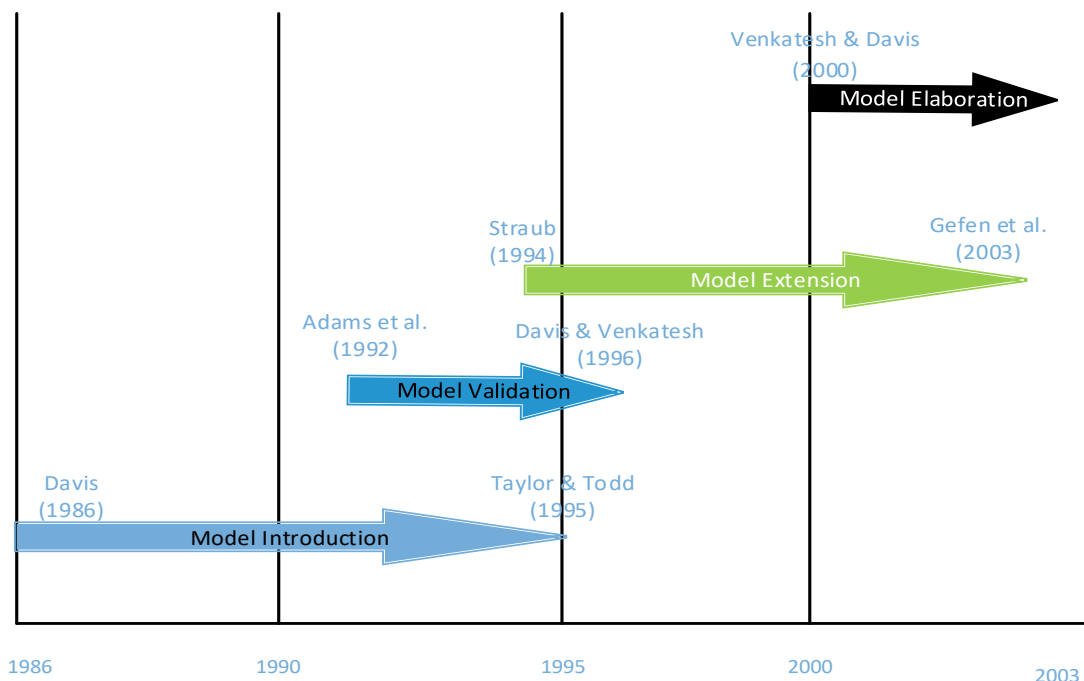 Venkatesh & Davis
(2000)
Model Elaboration
Straub
(1994)
Gefen et al.
(2003)
Model Extension
Adams et al.
(1992)
Davis & Venkatesh
(1996)
Model Validation
Davis
(1986)
Taylor & Todd
(1995)
Model Introduction
1986
1990
1995
2000
2003